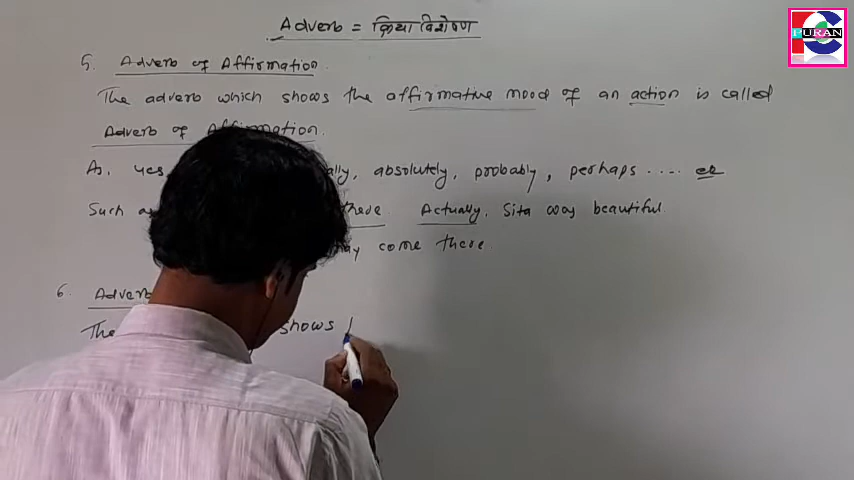 Adverb = क्रिया विशेषण
PURAN
5. Adverb of Affirmation.
The adverb which shows the affirmative mood of an action is called
Adverb of Affirmation.
As, yes, ally, absolutely, probably, perhaps ....
Such as there Actually, Sita was beautiful.
may come there.
6. Adverb
The shows